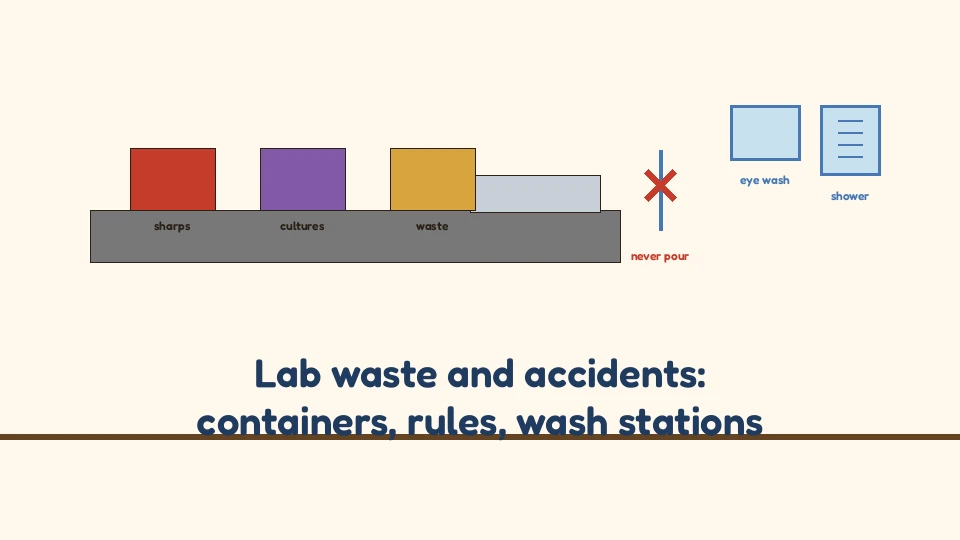 eye wash
shower
sharps
cultures
waste
never pour
Lab waste and accidents:
containers, rules, wash stations